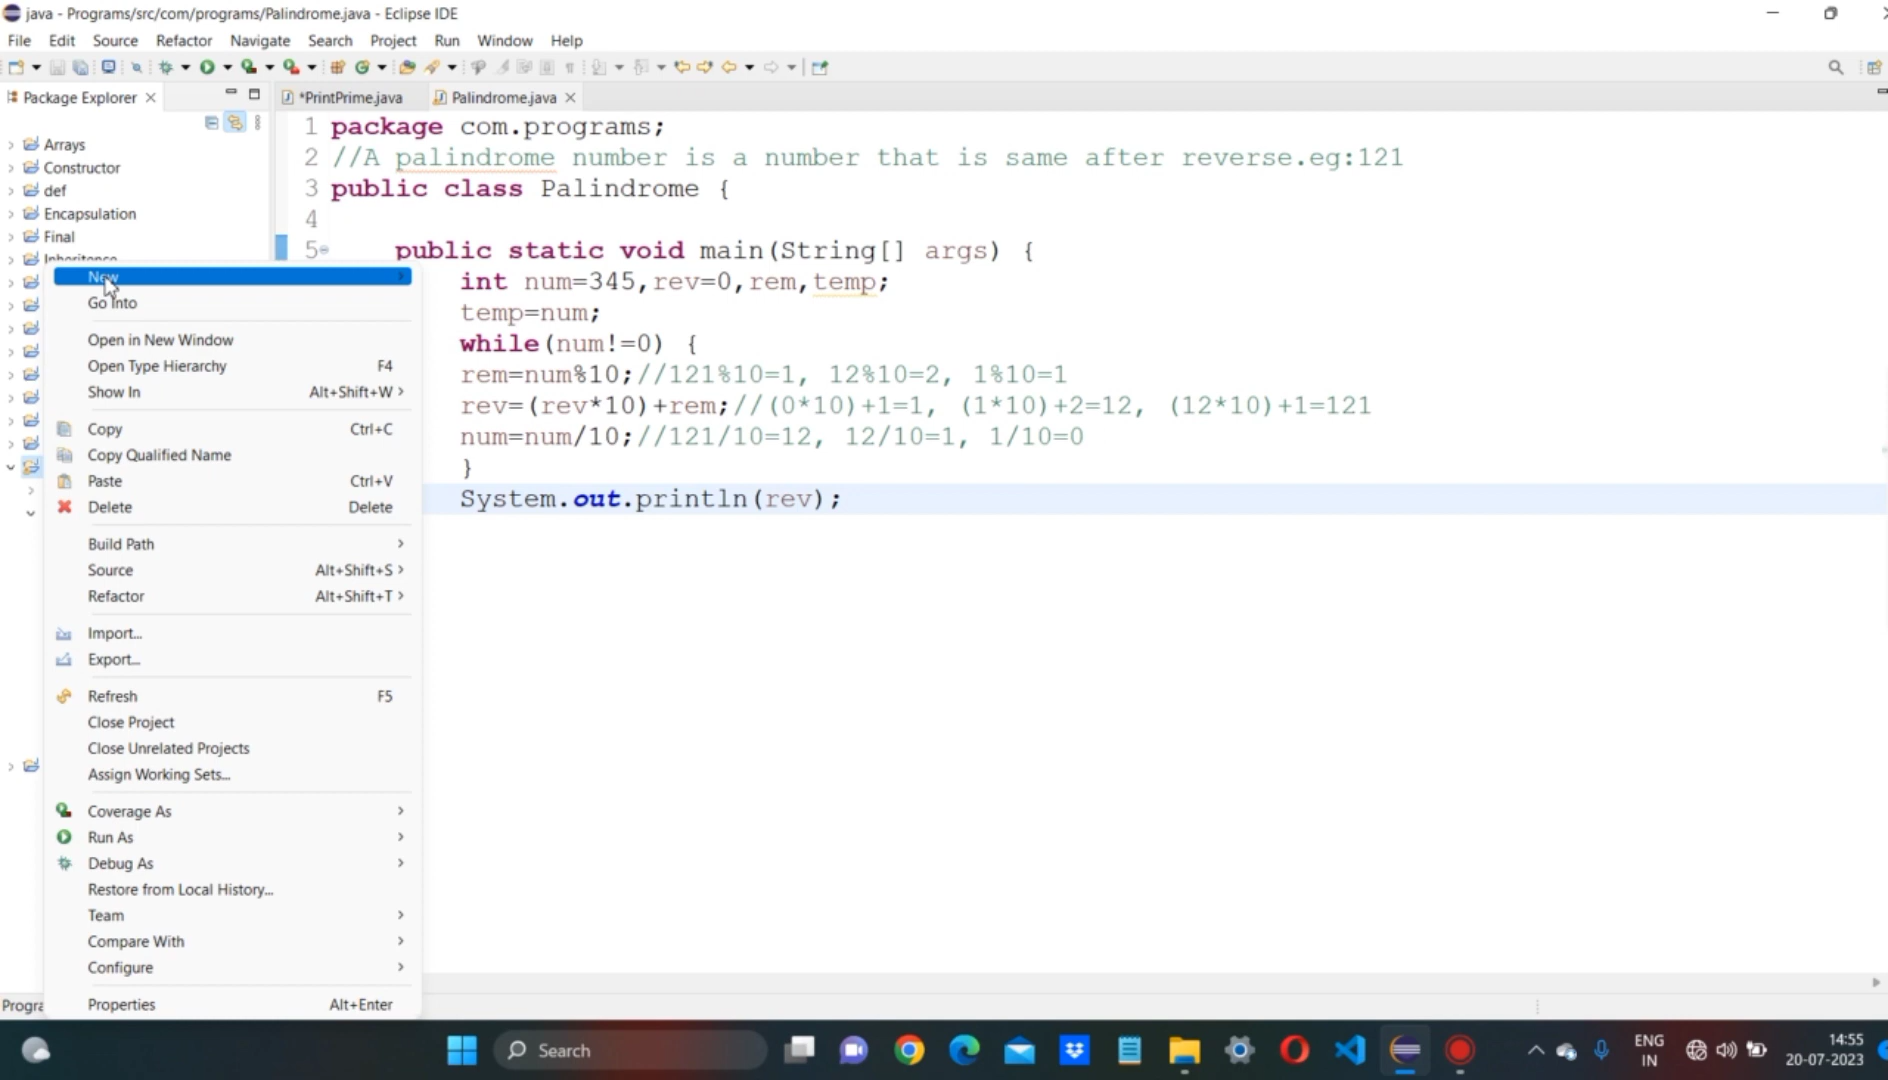 java - Programs/src/com/programs/Palindrome.java - Eclipse IDE
File Edit Source Refactor Navigate Search Project Run Window Help
Package Explorer
*PrintPrime.java
Palindrome.java
Arrays
Constructor
def
Encapsulation
Final
Inheritence
1 package com.programs;
2 //A palindrome number is a number that is same after reverse.eg:121
3 public class Palindrome {
4
5 public static void main(String[] args) {
int num=345,rev=0,rem,temp;
temp=num;
while(num!=0) {
rem=num%10;//121%10=1, 12%10=2, 1%10=1
rev=(rev*10)+rem;//(0*10)+1=1, (1*10)+2=12, (12*10)+1=121
num=num/10;//121/10=12, 12/10=1, 1/10=0
}
System.out.println(rev);
New
Go Into
Open in New Window
Open Type Hierarchy F4
Show In Alt+Shift+W >
Copy Ctrl+C
Copy Qualified Name
Paste Ctrl+V
Delete Delete
Build Path >
Source Alt+Shift+S >
Refactor Alt+Shift+T >
Import...
Export...
Refresh F5
Close Project
Close Unrelated Projects
Assign Working Sets...
Coverage As >
Run As >
Debug As >
Restore from Local History...
Team >
Compare With >
Configure >
Properties Alt+Enter
Progra
Search
ENG
IN
14:55
20-07-2023